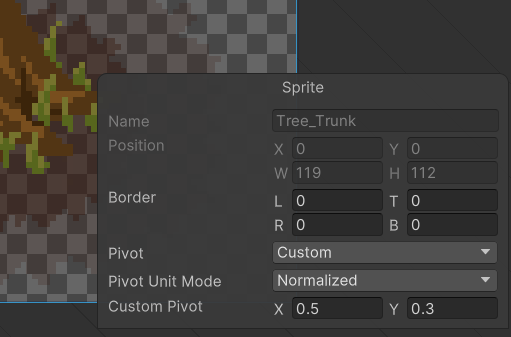 Sprite
Name Tree_Trunk
Position X 0 Y 0
W 119 H 112
Border L 0 T 0
R 0 B 0
Pivot Custom
Pivot Unit Mode Normalized
Custom Pivot X 0.5 Y 0.3